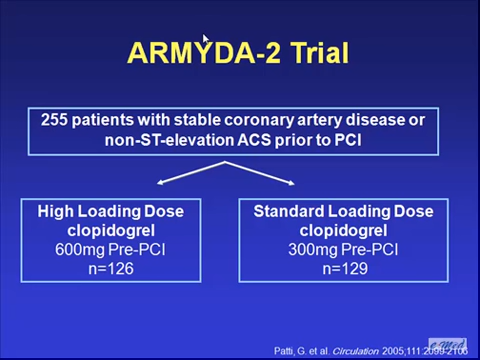 ARMYDA-2 Trial
255 patients with stable coronary artery disease or
non-ST-elevation ACS prior to PCI
High Loading Dose
clopidogrel
600mg Pre-PCI
n=126
Standard Loading Dose
clopidogrel
300mg Pre-PCI
n=129
Patti, G. et al. Circulation 2005;111:2099-2106